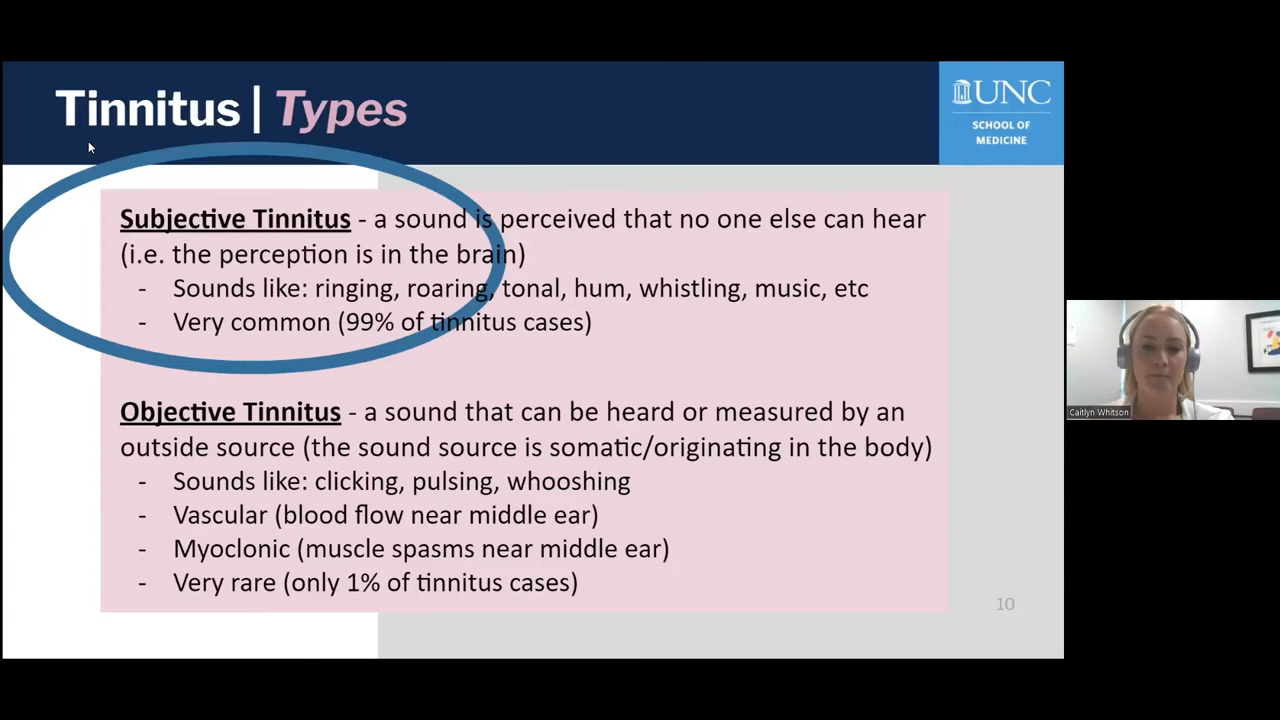 Tinnitus | Types
UNC
SCHOOL OF
MEDICINE
Subjective Tinnitus - a sound is perceived that no one else can hear
(i.e. the perception is in the brain)
- Sounds like: ringing, roaring, tonal, hum, whistling, music, etc
- Very common (99% of tinnitus cases)
Objective Tinnitus - a sound that can be heard or measured by an
outside source (the sound source is somatic/originating in the body)
- Sounds like: clicking, pulsing, whooshing
- Vascular (blood flow near middle ear)
- Myoclonic (muscle spasms near middle ear)
- Very rare (only 1% of tinnitus cases)
10
Caitlyn Whitson